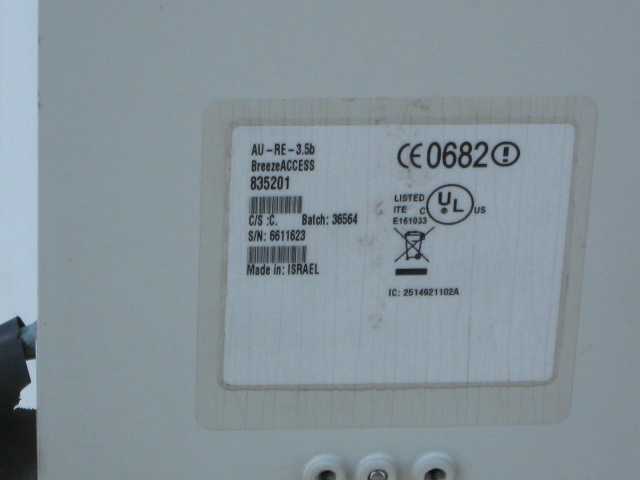 AU-RE-3.5b
BreezeACCESS
835201
C/S :C. Batch: 36564
S/N: 6611623
Made in: ISRAEL
CE0682
LISTED
ITE
E161033
C UL US
IC: 2514921102A